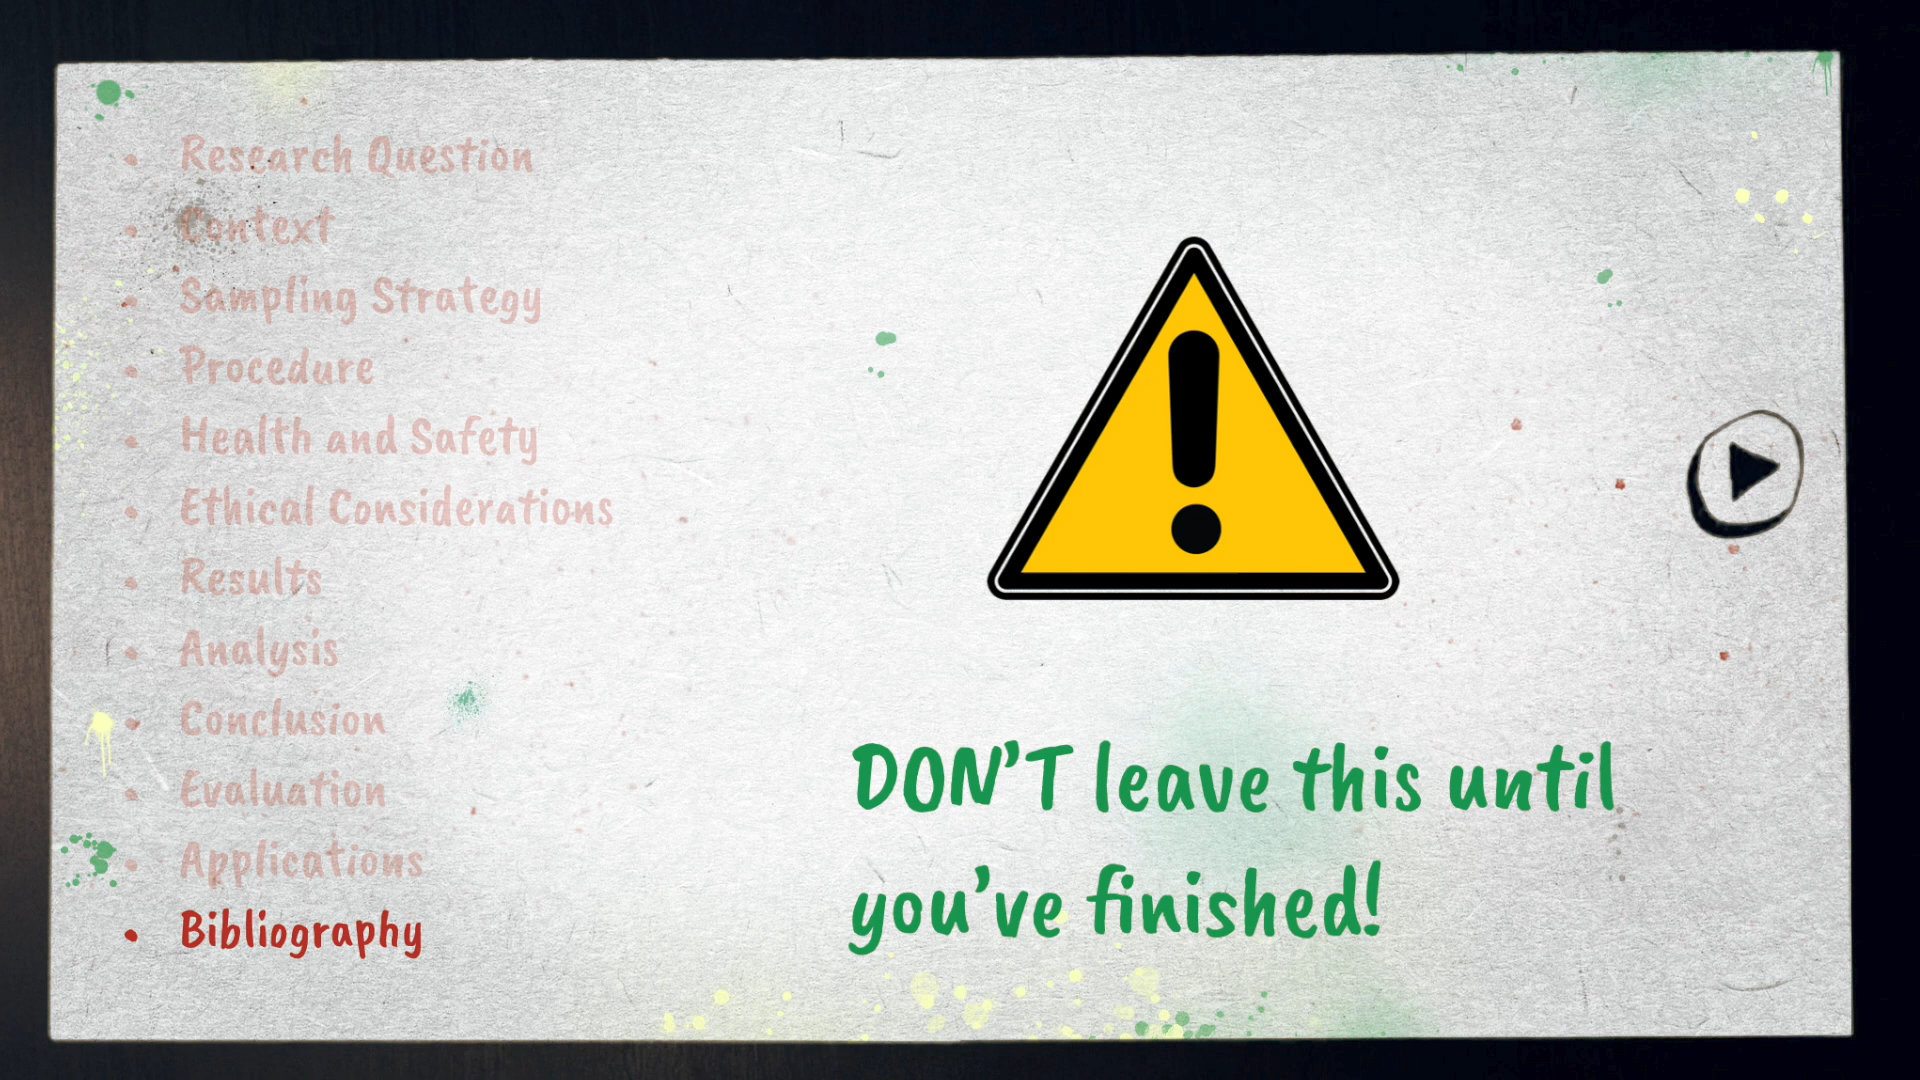 • Research Question
• Context
• Sampling Strategy
• Procedure
• Health and Safety
• Ethical Considerations
• Results
• Analysis
• Conclusion
• Evaluation
• Applications
• Bibliography
DON'T leave this until
you've finished!